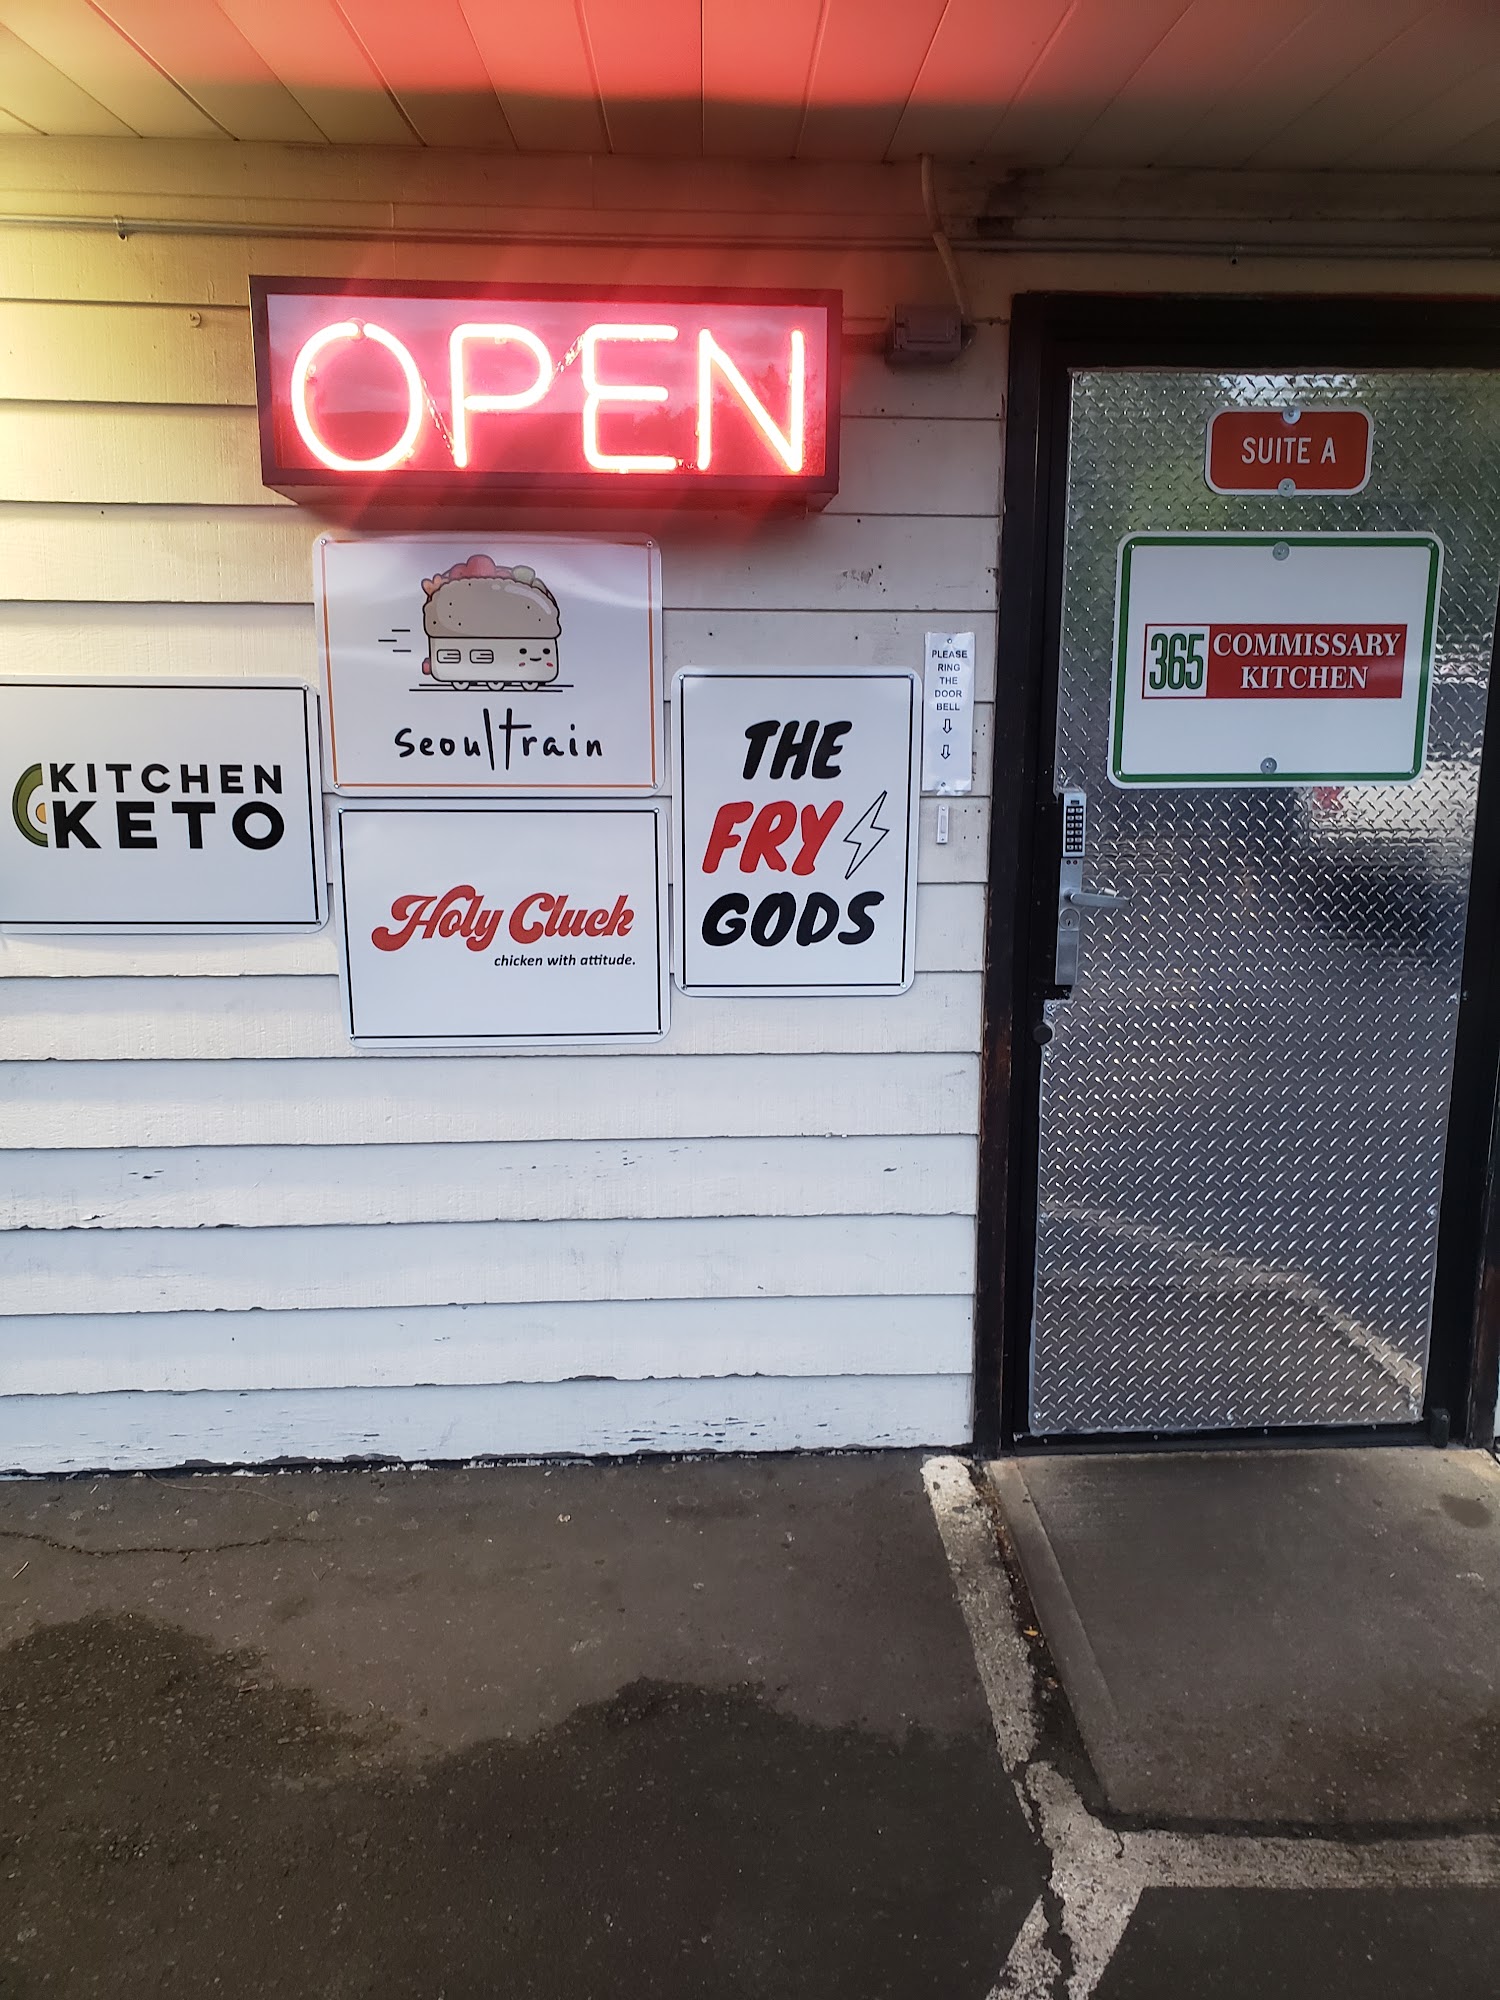 OPEN
SUITE A
365 COMMISSARY
KITCHEN
seoultrain
PLEASE
RING
THE
DOOR
BELL
KITCHEN
KETO
THE
FRY
GODS
Holy Cluck
chicken with attitude.